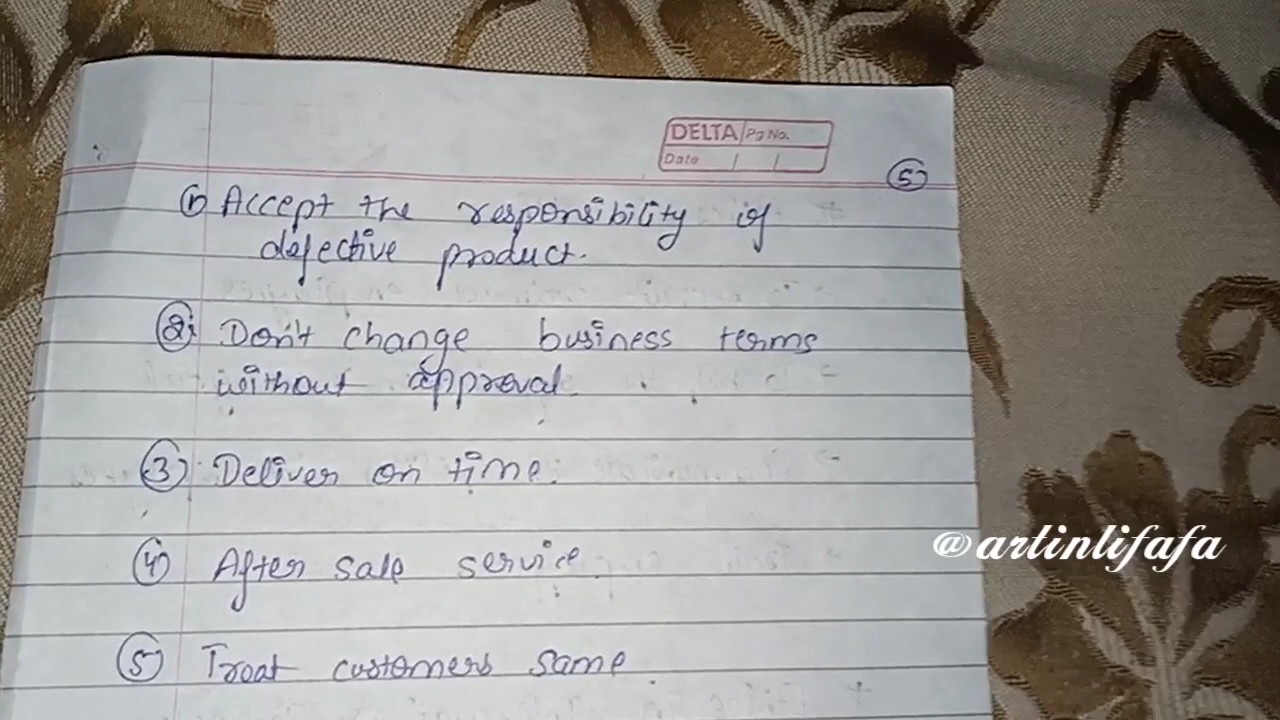 DELTA Pg No.
Date
5
① Accept the responsibility of
defective product.
② Don't change business terms
without approval.
③ Deliver on time.
④ After sale service.
⑤ Treat customers same
@artinlifafa